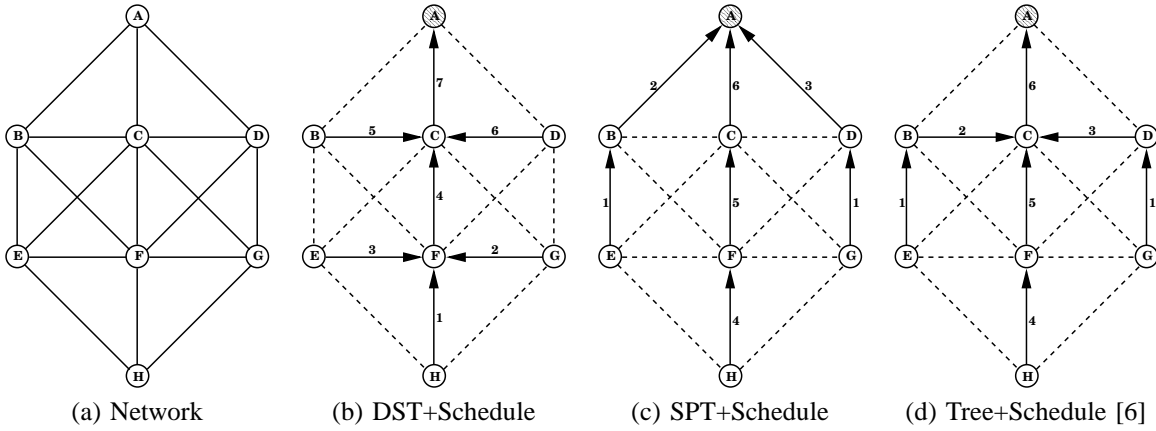 A A A A
7 2 6 3 6
B C D B 5 C 6 D B C D B 2 C 3 D
4 1 5 1 1 5 1
E F G E 3 F 2 G E F G E F G
1 4 4
H H H H
(a) Network (b) DST+Schedule (c) SPT+Schedule (d) Tree+Schedule [6]